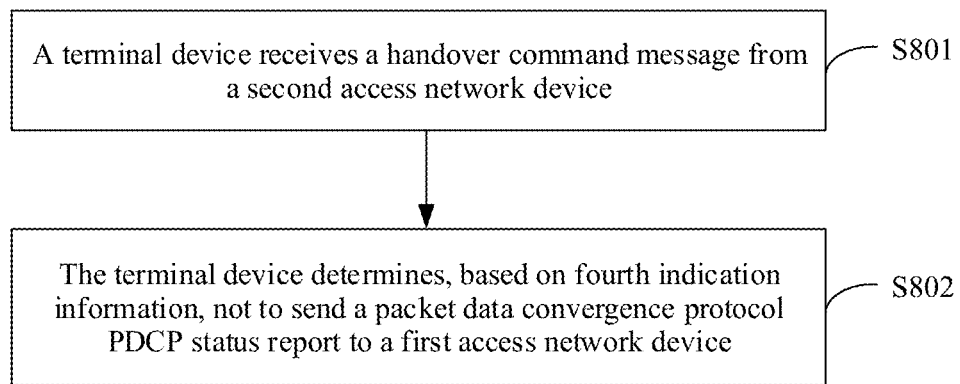 A terminal device receives a handover command message from
a second access network device
S801
The terminal device determines, based on fourth indication
information, not to send a packet data convergence protocol
PDCP status report to a first access network device
S802